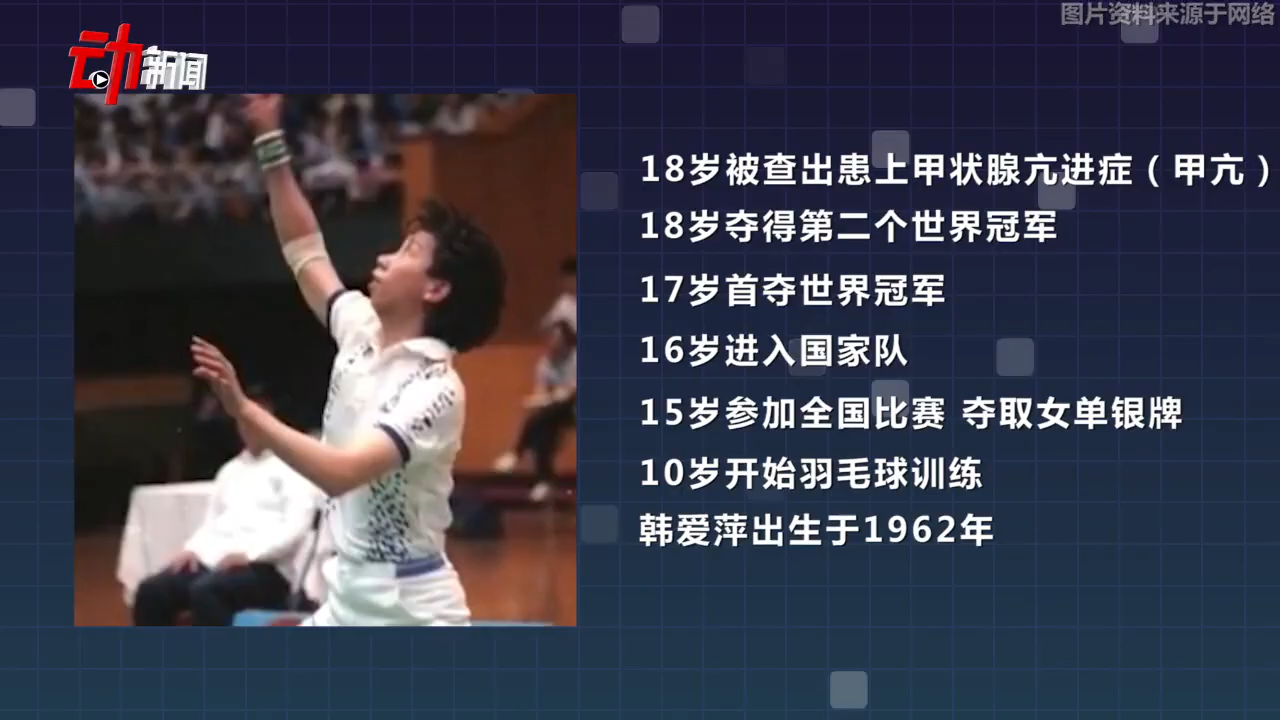 图片资料来源于网络
动新闻
18岁被查出患上甲状腺亢进症（甲亢）
18岁夺得第二个世界冠军
17岁首夺世界冠军
16岁进入国家队
15岁参加全国比赛 夺取女单银牌
10岁开始羽毛球训练
韩爱萍出生于1962年